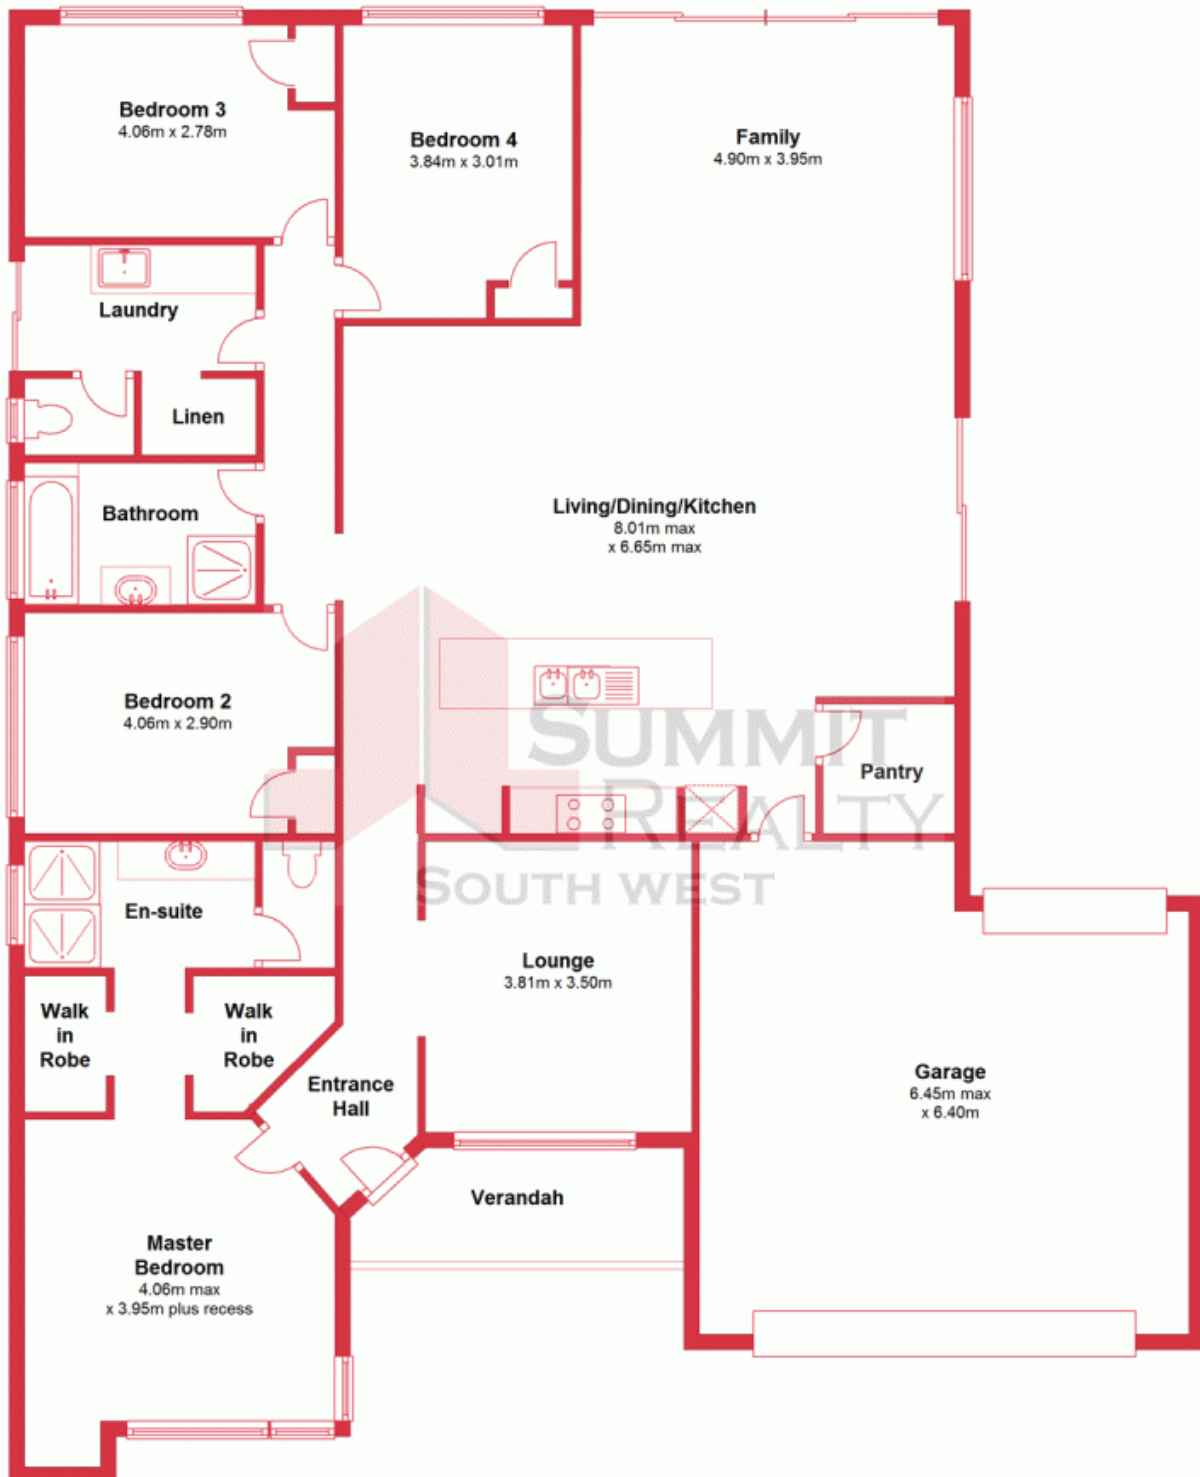 Bedroom 3
4.06m x 2.78m
Bedroom 4
3.84m x 3.01m
Family
4.90m x 3.95m
Laundry
Linen
Bathroom
Living/Dining/Kitchen
8.01m max
x 6.65m max
Bedroom 2
4.06m x 2.90m
SUMMIT
REALTY
SOUTH WEST
Pantry
En-suite
Walk
in
Robe
Walk
in
Robe
Lounge
3.81m x 3.50m
Entrance
Hall
Garage
6.45m max
x 6.40m
Verandah
Master
Bedroom
4.06m max
x 3.95m plus recess